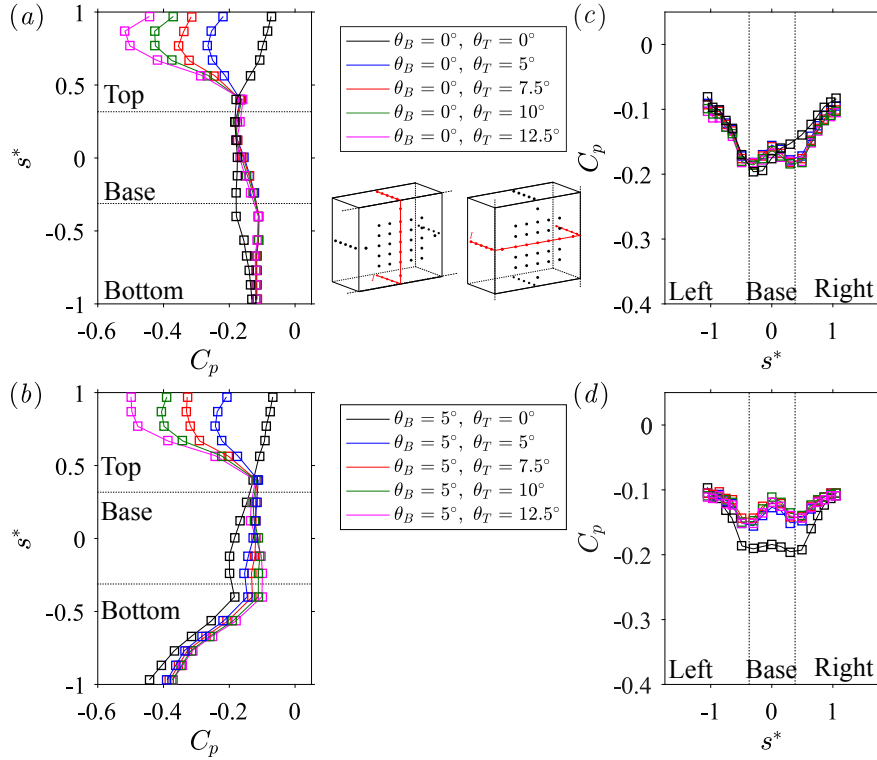 (a)
1
0.5
0
-0.5
-1
s*
Top
Base
Bottom
-0.6 -0.4 -0.2 0
C_p
θ_B = 0°, θ_T = 0°
θ_B = 0°, θ_T = 5°
θ_B = 0°, θ_T = 7.5°
θ_B = 0°, θ_T = 10°
θ_B = 0°, θ_T = 12.5°
(c)
0
-0.1
-0.2
-0.3
-0.4
C_p
Left Base Right
-1 0 1
s*
(b)
1
0.5
0
-0.5
-1
s*
Top
Base
Bottom
-0.6 -0.4 -0.2 0
C_p
θ_B = 5°, θ_T = 0°
θ_B = 5°, θ_T = 5°
θ_B = 5°, θ_T = 7.5°
θ_B = 5°, θ_T = 10°
θ_B = 5°, θ_T = 12.5°
(d)
0
-0.1
-0.2
-0.3
-0.4
C_p
Left Base Right
-1 0 1
s*